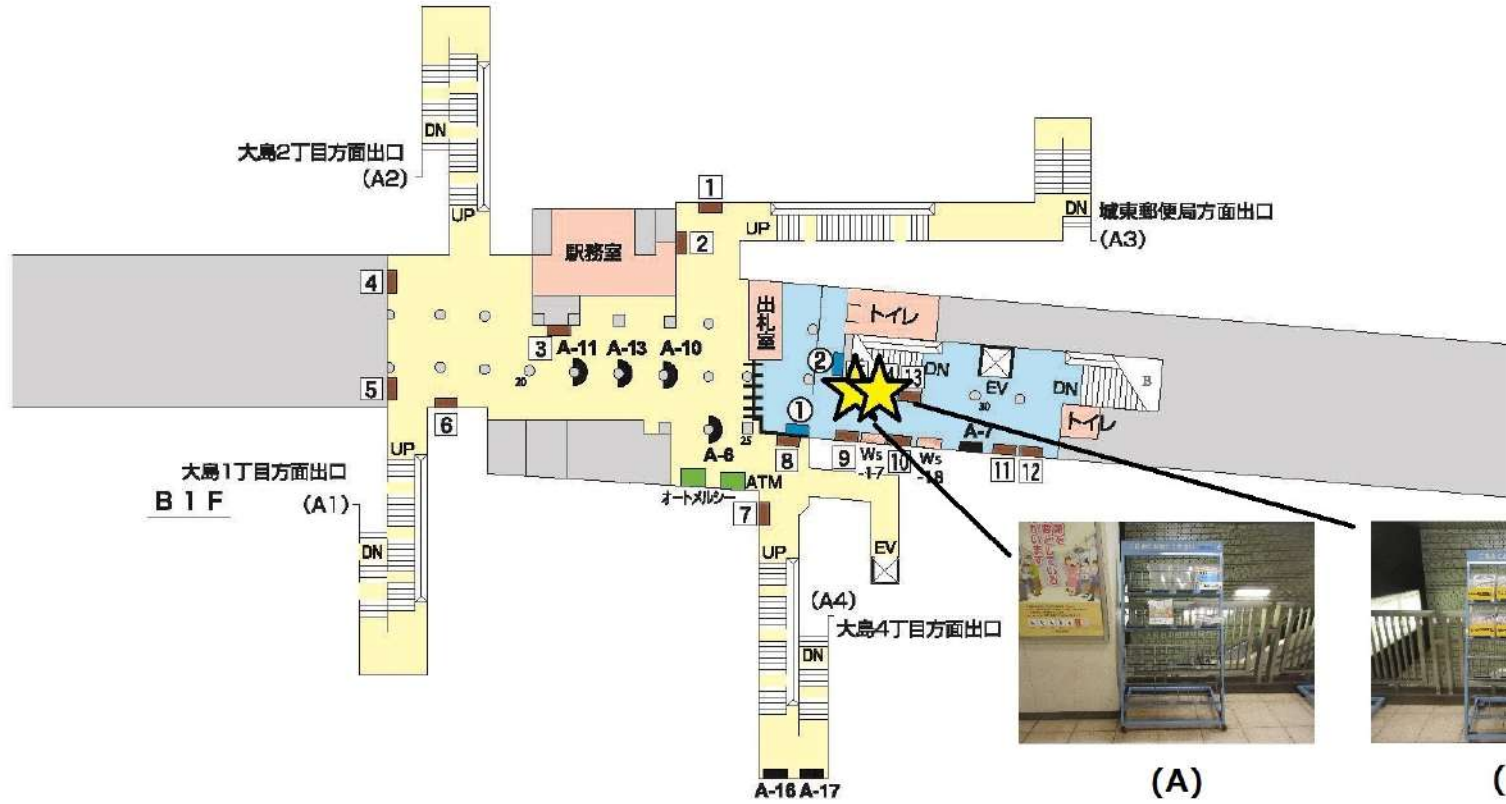 大島2丁目方面出口
(A2)
DN
UP
1
2
駅務室
UP
DN
城東郵便局方面出口
(A3)
4
5
6
3
A-11
A-13
A-10
20
出札室
トイレ
②
①
13
DN
EV
30
DN
B
トイレ
A-6
25
8
9
Ws
-17
10
Ws
-18
A-7
11
12
大島1丁目方面出口
(A1)
B1F
UP
DN
オートメルシー
ATM
7
UP
EV
(A4)
大島4丁目方面出口
DN
A-16
A-17
(A)
(